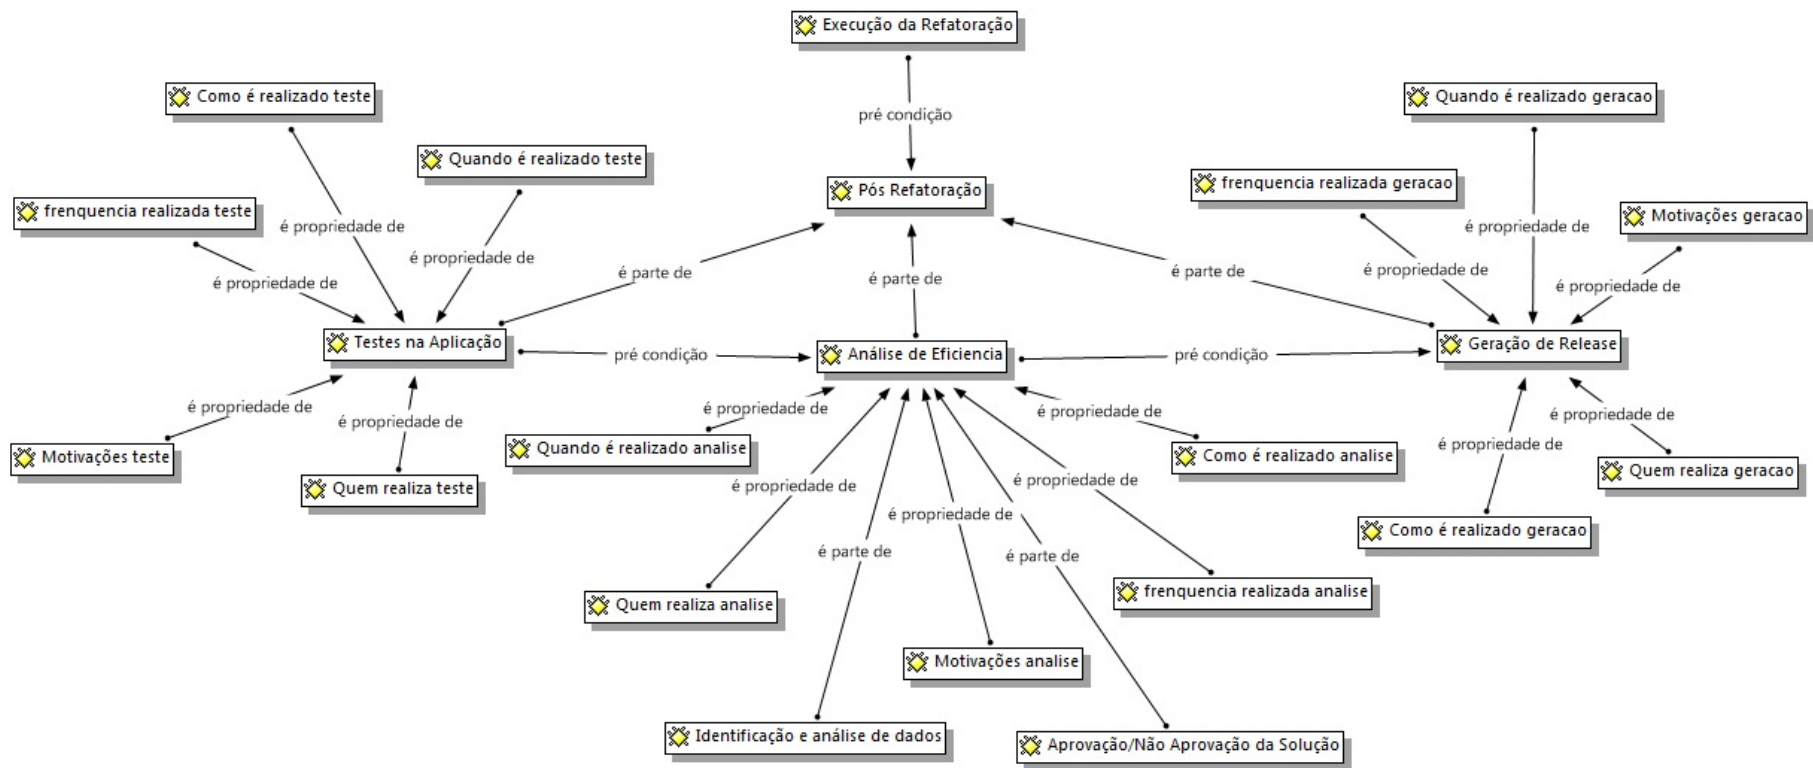 Execução da Refatoração
Como é realizado teste
Quando é realizado geracao
pré condição
Quando é realizado teste
Pós Refatoração
frenquencia realizada geracao
frenquencia realizada teste
Motivações geracao
é propriedade de
é propriedade de
é propriedade de
é parte de
é parte de
é parte de
é propriedade de
é propriedade de
é propriedade de
Testes na Aplicação
pré condição
Análise de Eficiencia
pré condição
Geração de Release
é propriedade de
é propriedade de
é propriedade de
é propriedade de
é propriedade de
é propriedade de
Motivações teste
Quando é realizado analise
Como é realizado analise
Quem realiza geracao
Quem realiza teste
é propriedade de
é propriedade de
é propriedade de
Como é realizado geracao
é parte de
é parte de
Quem realiza analise
frenquencia realizada analise
Motivações analise
Identificação e análise de dados
Aprovação/Não Aprovação da Solução